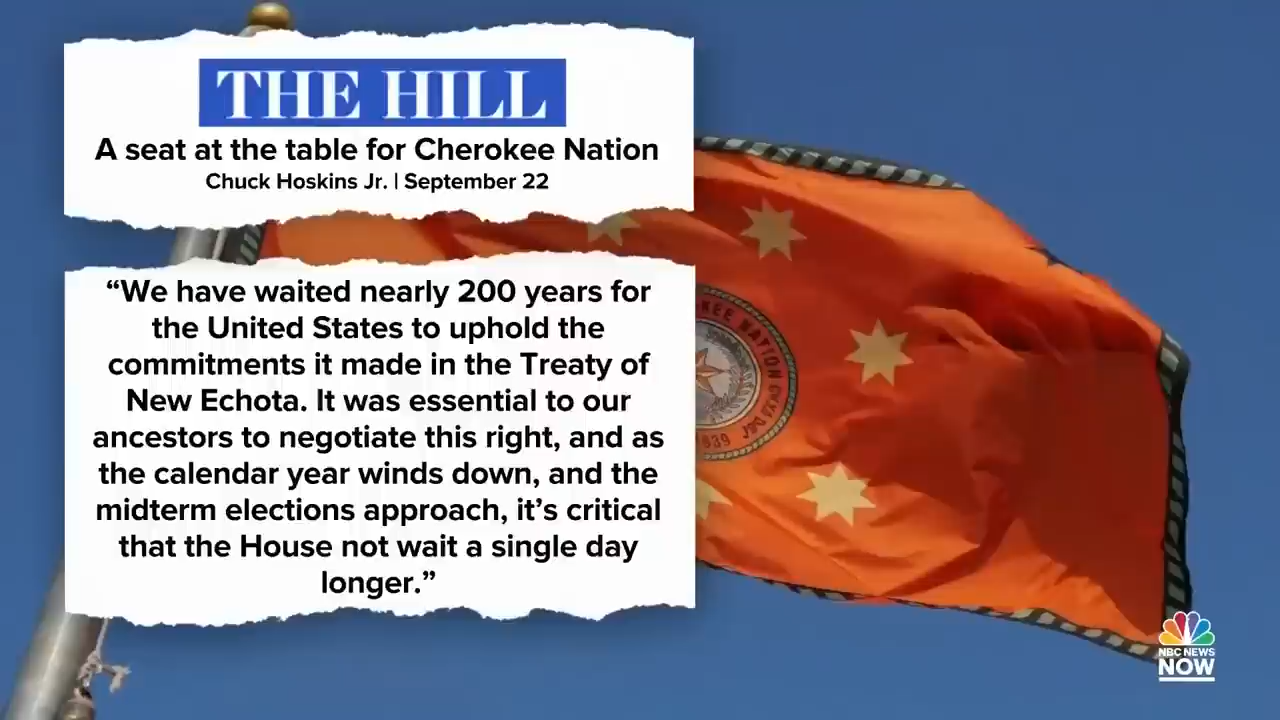 THE HILL
A seat at the table for Cherokee Nation
Chuck Hoskins Jr. | September 22
“We have waited nearly 200 years for
the United States to uphold the
commitments it made in the Treaty of
New Echota. It was essential to our
ancestors to negotiate this right, and as
the calendar year winds down, and the
midterm elections approach, it’s critical
that the House not wait a single day
longer.”
KEE NATION
839
NBC NEWS
NOW